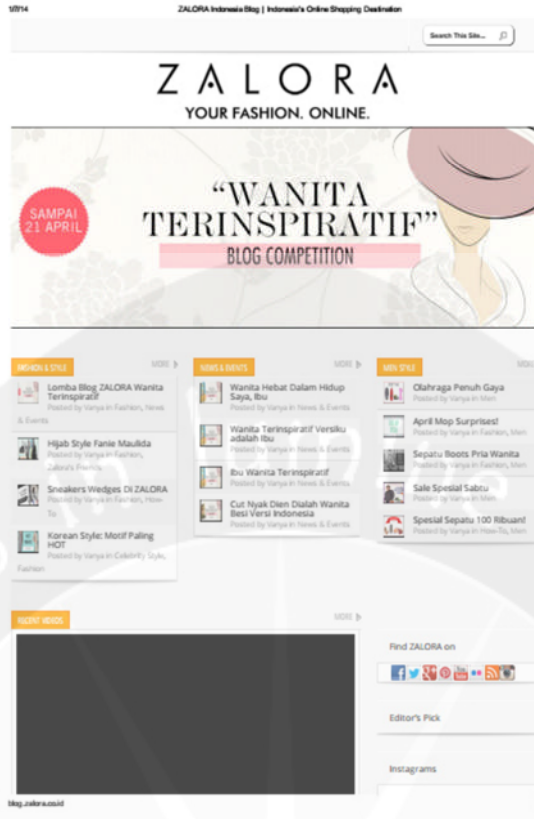 1/7/14
ZALORA Indonesia Blog | Indonesia's Online Shopping Destination
Search This Site...
ZALORA
YOUR FASHION. ONLINE.
SAMPAI
21 APRIL
“WANITA
TERINSPIRATIF”
BLOG COMPETITION
FASHION & STYLE
MORE
Lomba Blog ZALORA Wanita
Terinspiratif
Posted by Vanya in Fashion, News
& Events
Hijab Style Fanie Maulida
Posted by Vanya in Fashion,
Zalora's Friends
Sneakers Wedges Di ZALORA
Posted by Vanya in Fashion, How-
To
Korean Style: Motif Paling
HOT
Posted by Vanya in Celebrity Style,
Fashion
NEWS & EVENTS
MORE
Wanita Hebat Dalam Hidup
Saya, Ibu
Posted by Vanya in News & Events
Wanita Terinspiratif Versiku
adalah Ibu
Posted by Vanya in News & Events
Ibu Wanita Terinspiratif
Posted by Vanya in News & Events
Cut Nyak Dien Dialah Wanita
Besi Versi Indonesia
Posted by Vanya in News & Events
MEN STYLE
MORE
Olahraga Penuh Gaya
Posted by Vanya in Men
April Mop Surprises!
Posted by Vanya in Fashion, Men
Sepatu Boots Pria Wanita
Posted by Vanya in Fashion, Men
Sale Spesial Sabtu
Posted by Vanya in Men
Spesial Sepatu 100 Ribuan!
Posted by Vanya in How-To, Men
RECENT VIDEOS
MORE
Find ZALORA on
Editor's Pick
Instagrams
blog.zalora.co.id